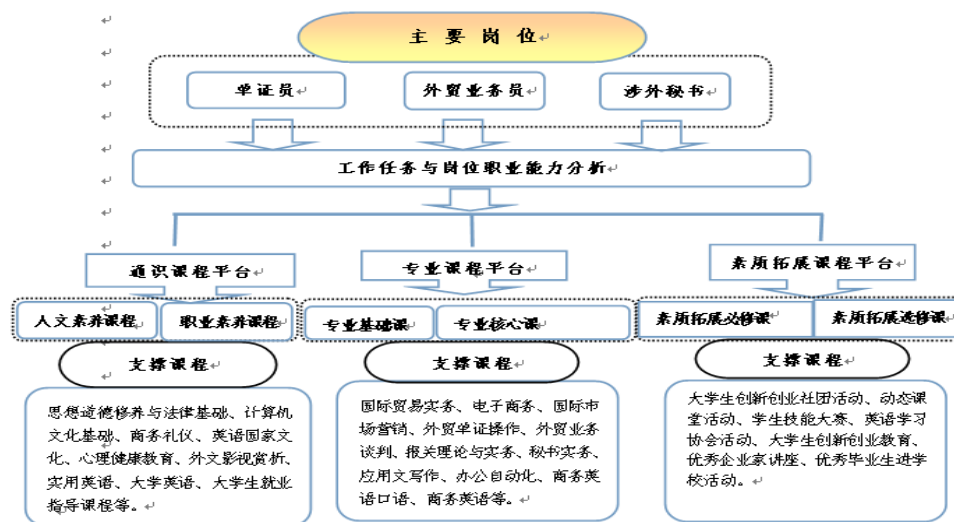 主要岗位
单证员 外贸业务员 涉外秘书
工作任务与岗位职业能力分析
通识课程平台 专业课程平台 素质拓展课程平台
人文素养课程 职业素养课程 专业基础课 专业核心课 素质拓展必修课 素质拓展选修课
支撑课程 支撑课程 支撑课程
思想道德修养与法律基础、计算机
文化基础、商务礼仪、英语国家文
化、心理健康教育、外文影视赏析、
实用英语、大学英语、大学生就业
指导课程等。
国际贸易实务、电子商务、国际市
场营销、外贸单证操作、外贸业务
谈判、报关理论与实务、秘书实务、
应用文写作、办公自动化、商务英
语口语、商务英语等。
大学生创新创业社团活动、动态课
堂活动、学生技能大赛、英语学习
协会活动、大学生创新创业教育、
优秀企业家讲座、优秀毕业生进学
校活动。